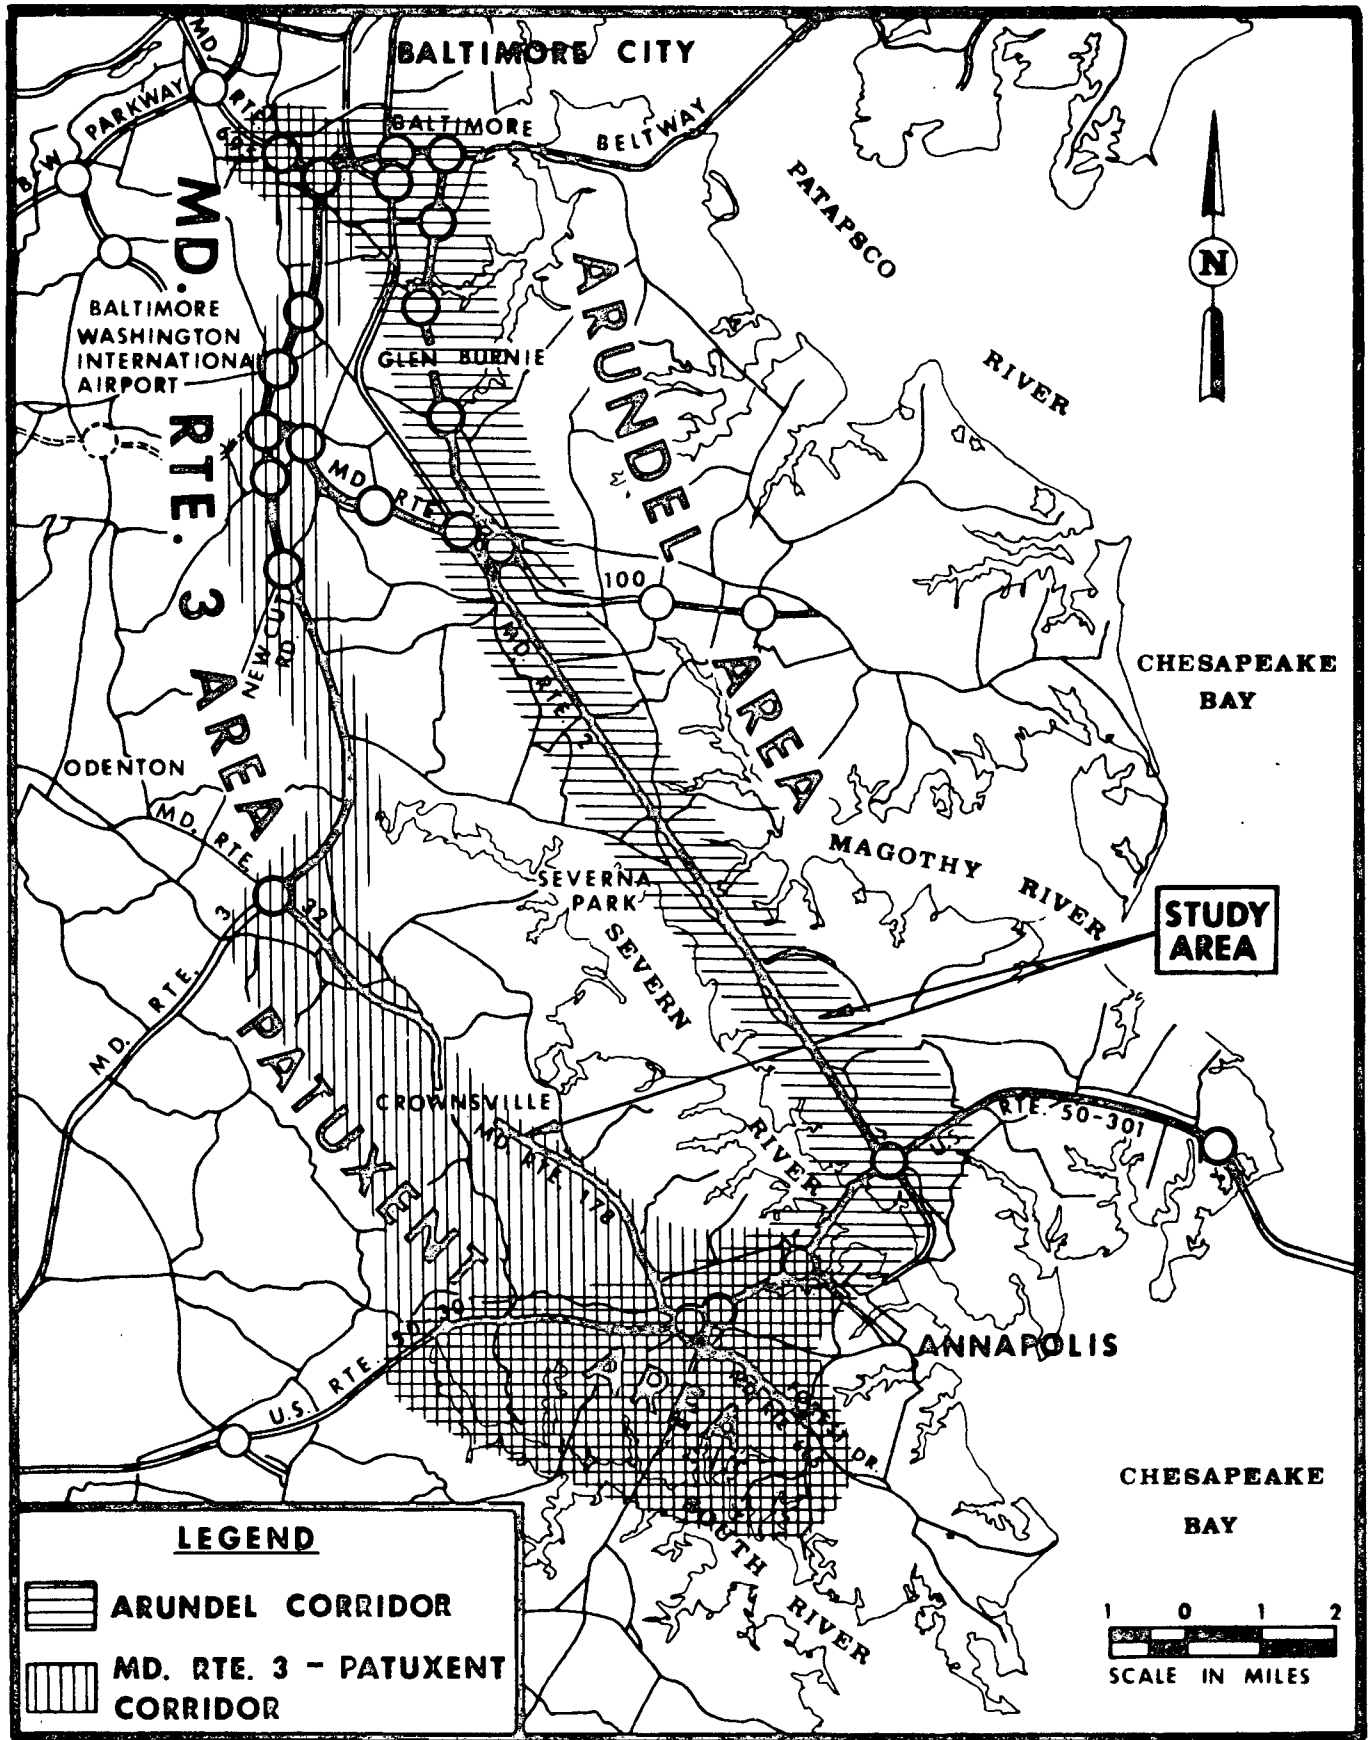 BALTIMORE CITY
MD.
RTE.
B-W PARKWAY
BALTIMORE
BELTWAY
PATAPSCO
RIVER
N
MD. RTE. 3 AREA
BALTIMORE
WASHINGTON
INTERNATIONAL
AIRPORT
GLEN BURNIE
ARUNDEL AREA
MD. RTE.
100
NEW RD.
MD. RTE. 2
CHESAPEAKE
BAY
ODENTON
MD. RTE.
32
MD. RTE. 3
SEVERNA
PARK
MAGOTHY
RIVER
SEVERN
RIVER
STUDY
AREA
PATUXENT
AREA
CROWNSVILLE
MD. RTE. 178
RTE. 50-301
U.S. RTE. 50
ANNAPOLIS
DR.
SOUTH
RIVER
CHESAPEAKE
BAY
LEGEND
ARUNDEL CORRIDOR
MD. RTE. 3 - PATUXENT
CORRIDOR
1 0 1 2
SCALE IN MILES